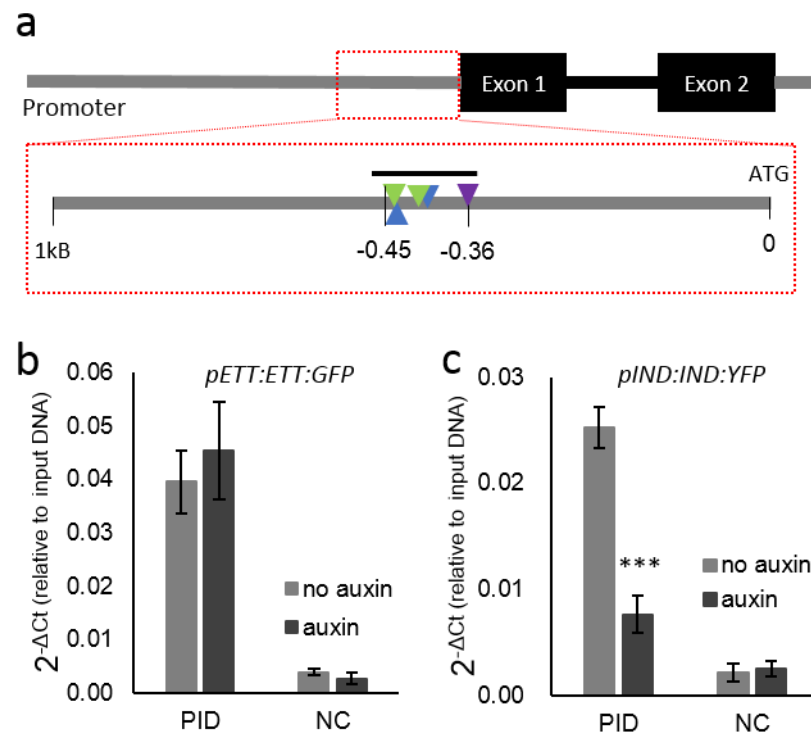 a
Promoter
Exon 1
Exon 2
ATG
1kB
-0.45
-0.36
0
b
pETT:ETT:GFP
2-ΔCt (relative to input DNA)
0.06
0.05
0.04
0.03
0.02
0.01
0.00
no auxin
auxin
PID
NC
c
pIND:IND:YFP
2-ΔCt (relative to input DNA)
0.03
0.02
0.01
0.00
***
no auxin
auxin
PID
NC